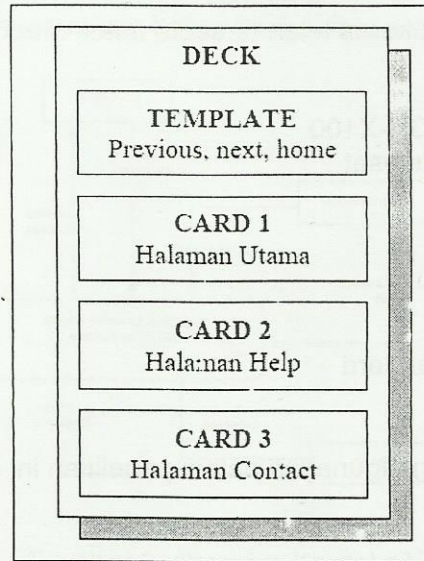 DECK
TEMPLATE
Previous, next, home
CARD 1
Halaman Utama
CARD 2
Halaman Help
CARD 3
Halaman Contact